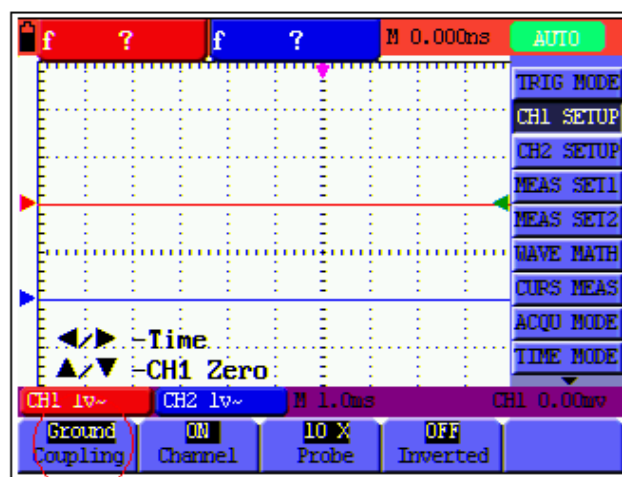 f ? f ? M 0.000ns AUTO
TRIG MODE
CH1 SETUP
CH2 SETUP
MEAS SET1
MEAS SET2
WAVE MATH
CURS MEAS
ACQU MODE
TIME MODE
◀/▶ -Time
▲/▼ -CH1 Zero
CH1 1v~ CH2 1v~ M 1.0ms CH1 0.00mv
Ground ON 10 X OFF
Coupling Channel Probe Inverted